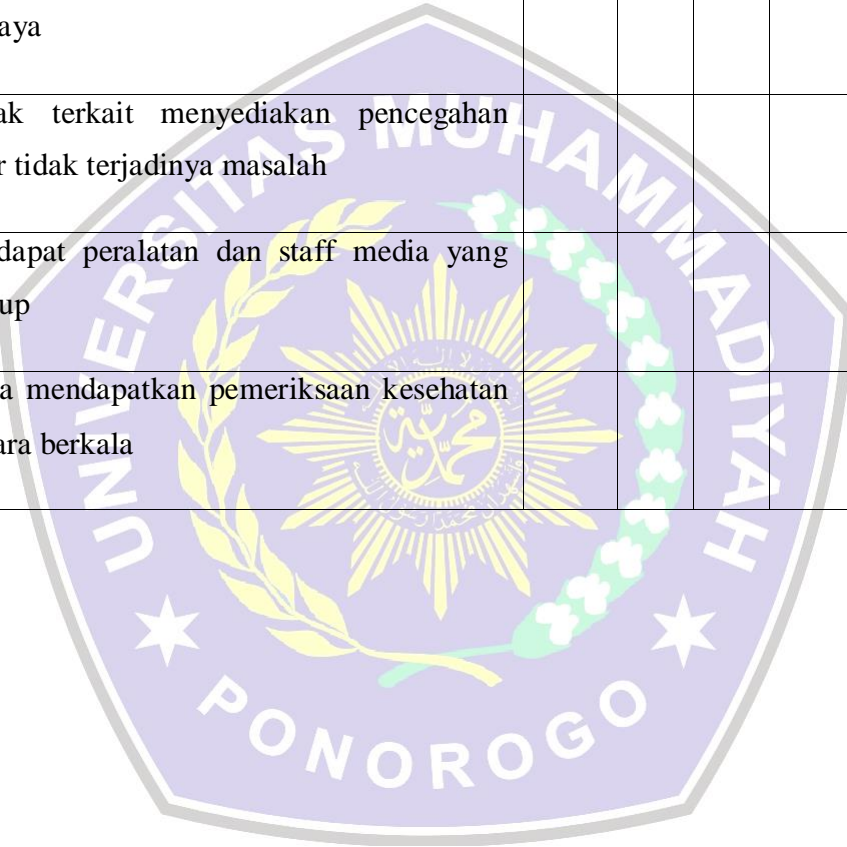 aya
ak terkait menyediakan pencegahan
r tidak terjadinya masalah
dapat peralatan dan staff media yang
up
a mendapatkan pemeriksaan kesehatan
ara berkala
UNIVERSITAS MUHAMMADIYAH
PONOROGO
محمدية